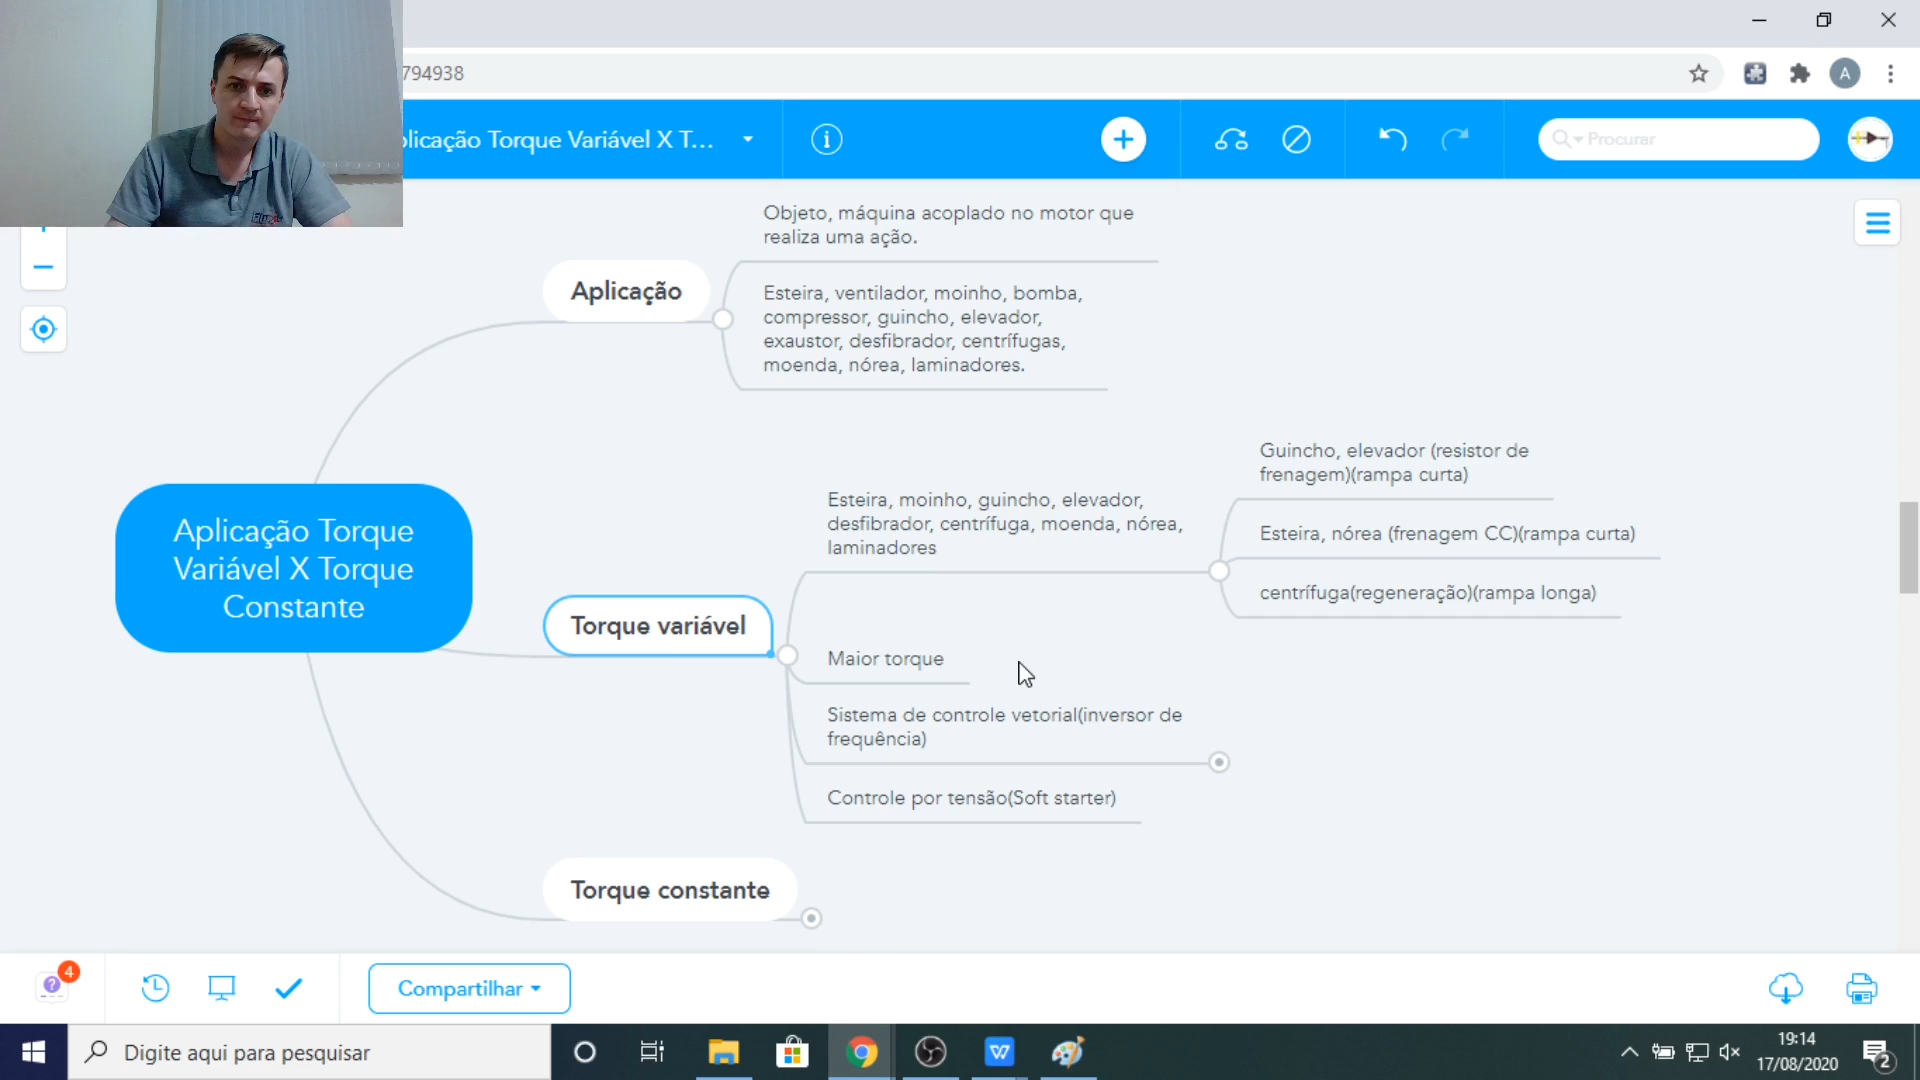 794938
plicação Torque Variável X T...
Procurar
A
Objeto, máquina acoplado no motor que
realiza uma ação.
Aplicação
Esteira, ventilador, moinho, bomba,
compressor, guincho, elevador,
exaustor, desfibrador, centrífugas,
moenda, nórea, laminadores.
Guincho, elevador (resistor de
frenagem)(rampa curta)
Esteira, moinho, guincho, elevador,
desfibrador, centrífuga, moenda, nórea,
laminadores
Esteira, nórea (frenagem CC)(rampa curta)
centrífuga(regeneração)(rampa longa)
Aplicação Torque
Variável X Torque
Constante
Torque variável
Maior torque
Sistema de controle vetorial(inversor de
frequência)
Controle por tensão(Soft starter)
Torque constante
4
Compartilhar
Digite aqui para pesquisar
19:14
17/08/2020
2